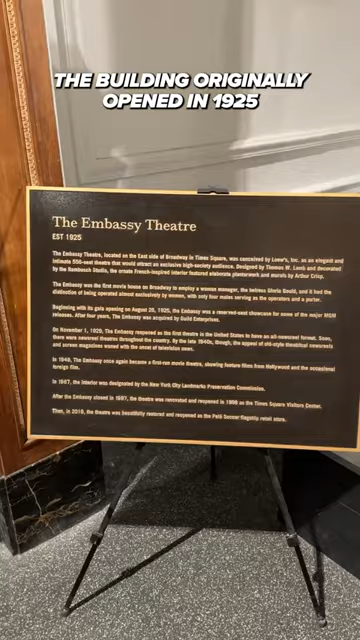 THE BUILDING ORIGINALLY
OPENED IN 1925
The Embassy Theatre
EST 1925
The Embassy Theatre, located on the East side of Broadway in Times Square, was conceived by Loew's, Inc. as an elegant and
intimate 556-seat theatre that would attract an exclusive high-society audience. Designed by Thomas W. Lamb and decorated
by the Rambusch Studio, the ornate French-inspired interior featured elaborate plasterwork and murals by Arthur Crisp.
The Embassy was the first movie house on Broadway to employ a woman manager, the actress Gloria Gould, and it had the
distinction of being operated almost exclusively by women, with only four males serving as the operators and a porter.
Beginning with its gala opening on August 26, 1925, the Embassy was a reserved-seat showcase for some of the major MGM
releases. After four years, The Embassy was acquired by Guild Enterprises.
On November 1, 1929, The Embassy reopened as the first theatre in the United States to have an all-newsreel format. Soon,
there were newsreel theatres throughout the country. By the late 1940s, though, the appeal of old-style theatrical newsreels
and screen magazines waned with the onset of television news.
In 1949, The Embassy once again became a first-run movie theatre, showing feature films from Hollywood and the occasional
foreign film.
In 1987, the interior was designated by the New York City Landmarks Preservation Commission.
After the Embassy closed in 1997, the theatre was renovated and reopened in 1998 as the Times Square Visitors Center.
Then, in 2019, the theatre was beautifully restored and reopened as the Pelé Soccer flagship retail store.